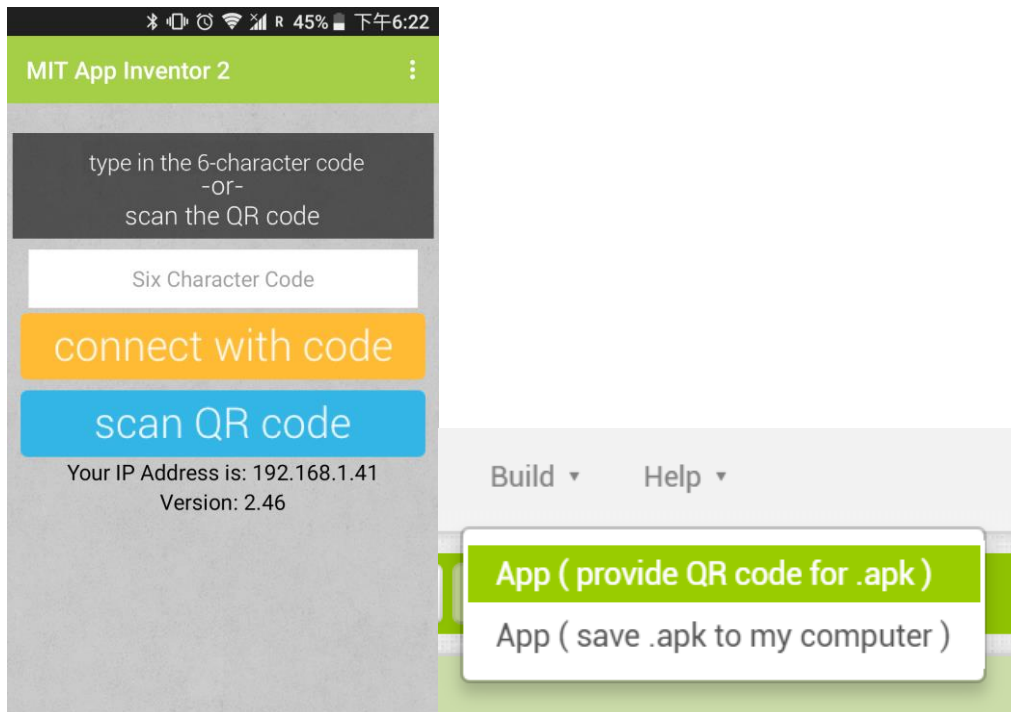 R 45% 下午6:22
MIT App Inventor 2
type in the 6-character code
-or-
scan the QR code
Six Character Code
connect with code
scan QR code
Your IP Address is: 192.168.1.41
Version: 2.46
Build ▾ Help ▾
App ( provide QR code for .apk )
App ( save .apk to my computer )